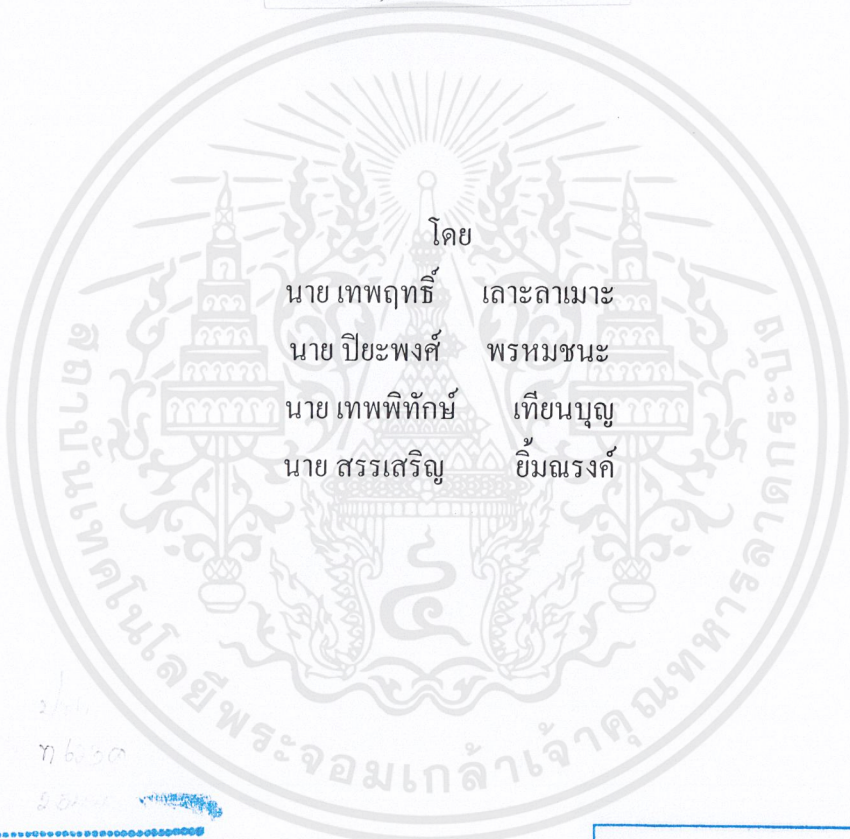 โดย
นาย เทพฤทธิ์ เลาะลาเมาะ
นาย ปิยะพงศ์ พรหมชนะ
นาย เทพพิทักษ์ เทียนบุญ
นาย สรรเสริญ ยิ้มณรงค์
สถาบันเทคโนโลยีพระจอมเกล้าเจ้าคุณทหารลาดกระบัง